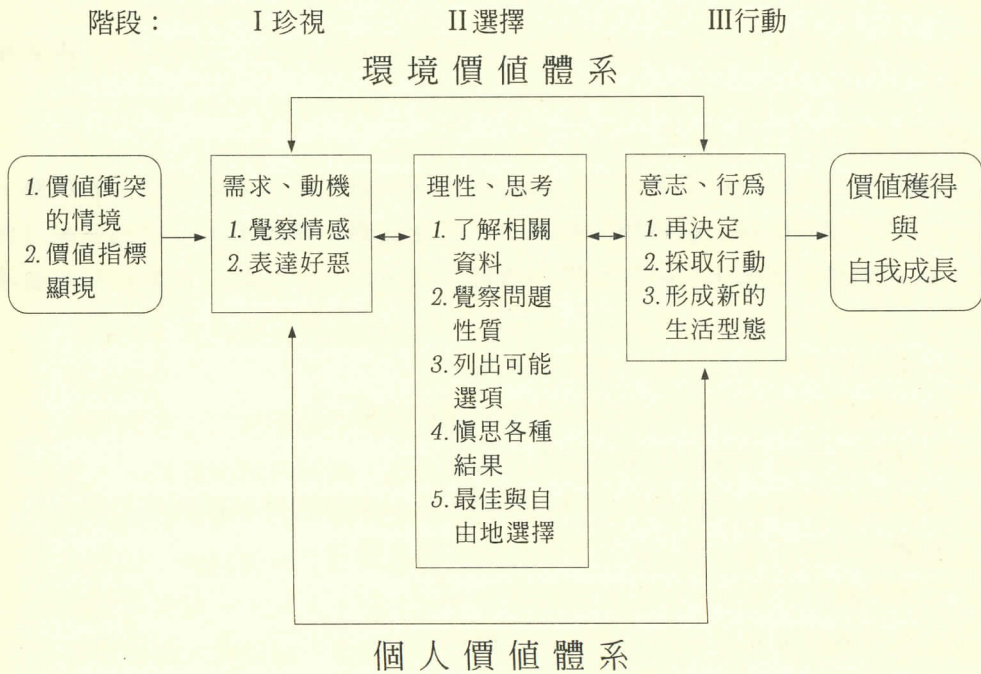 階段： I 珍視 II 選擇 III 行動
環境價值體系
1. 價值衝突
的情境
2. 價值指標
顯現
需求、動機
1. 覺察情感
2. 表達好惡
理性、思考
1. 了解相關
資料
2. 覺察問題
性質
3. 列出可能
選項
4. 慎思各種
結果
5. 最佳與自
由地選擇
意志、行為
1. 再決定
2. 採取行動
3. 形成新的
生活型態
價值獲得
與
自我成長
個人價值體系